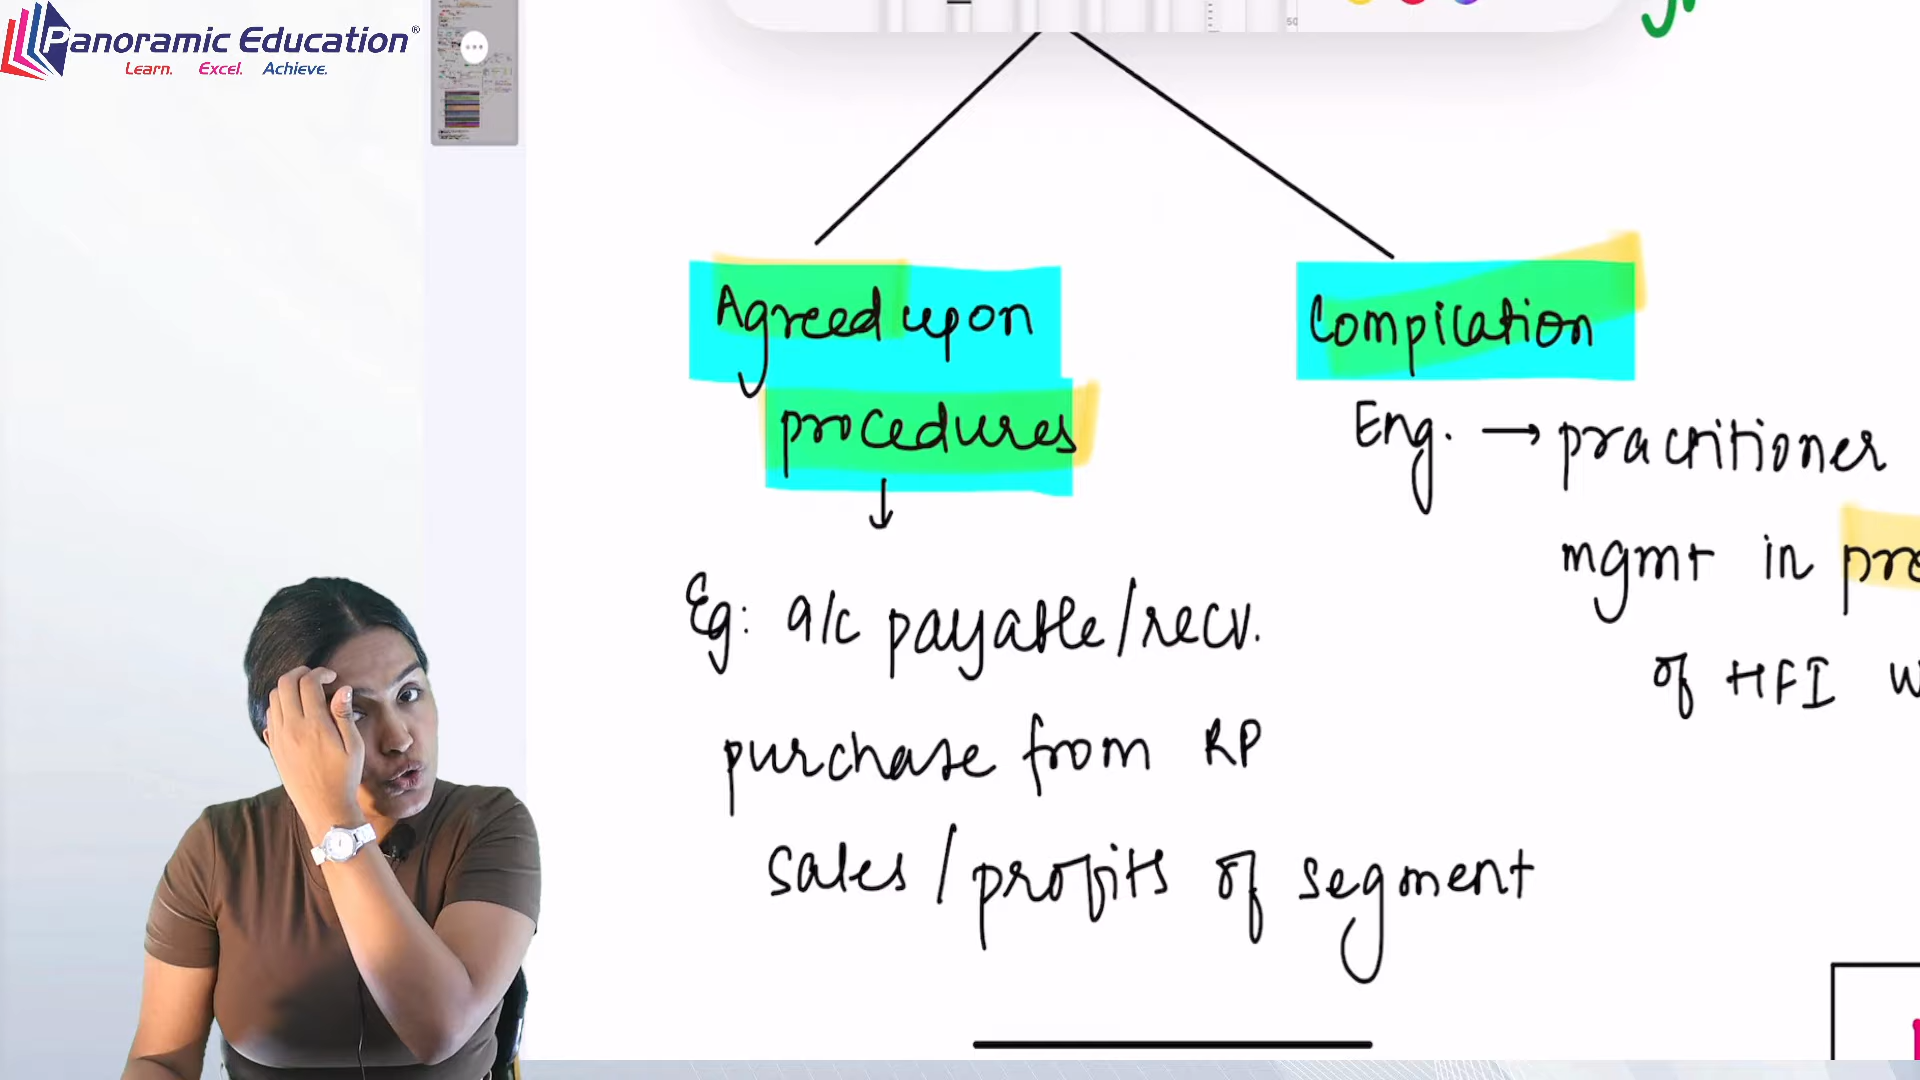 Panoramic Education®
Learn. Excel. Achieve.
50
Agreed upon
procedures
Eg: a/c payable/recv.
purchase from RP
sales / profits of segment
Compilation
Eng. → practitioner
mgmt in
of HFI